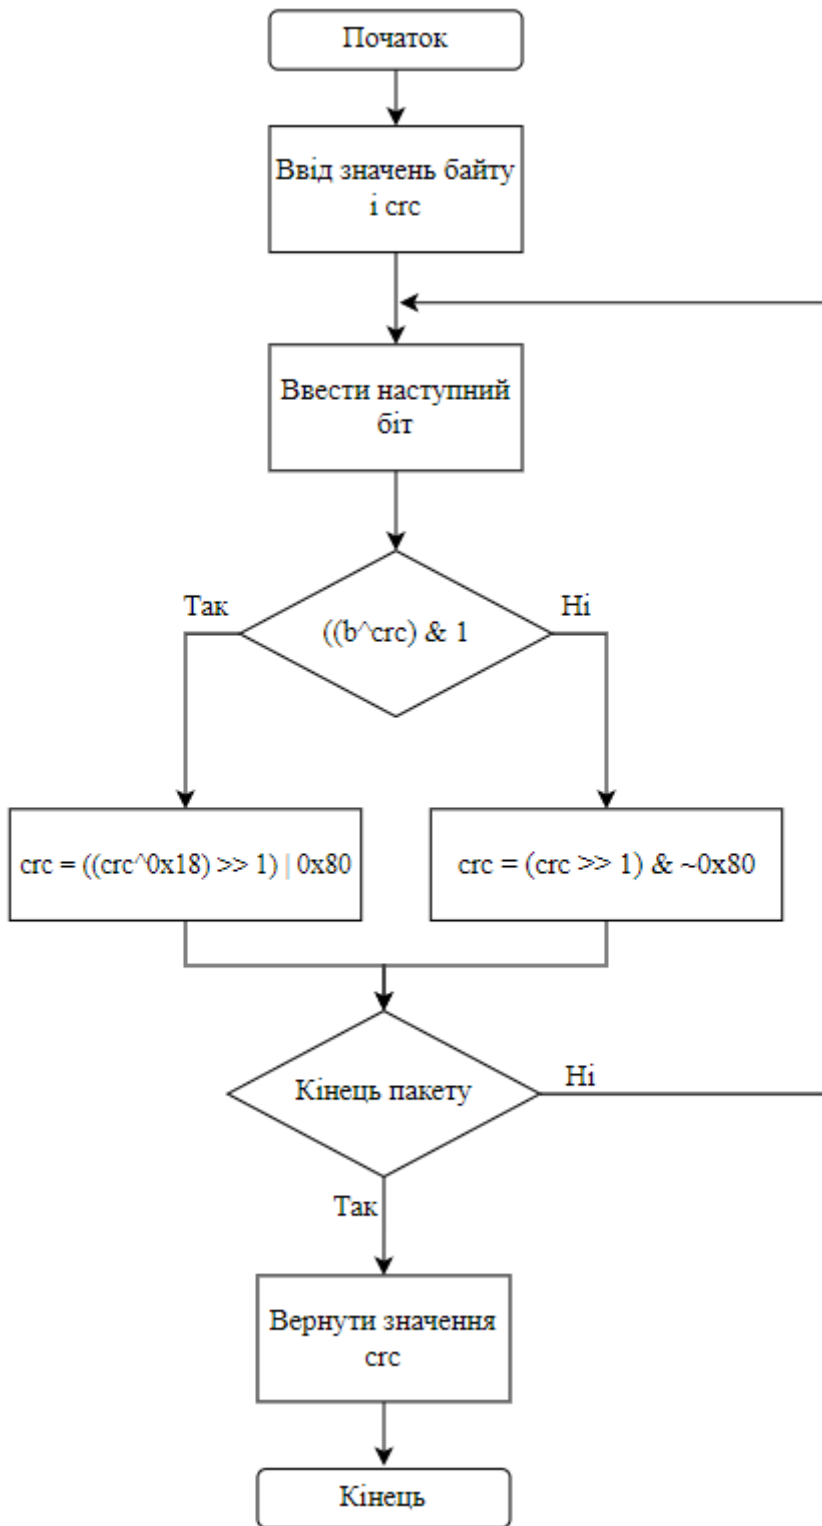 Початок
Ввід значень байту
і crc
Ввести наступний
біт
Так
Ні
((b^crc) & 1
crc = ((crc^0x18) >> 1) | 0x80
crc = (crc >> 1) & ~0x80
Кінець пакету
Ні
Так
Вернути значення
crc
Кінець